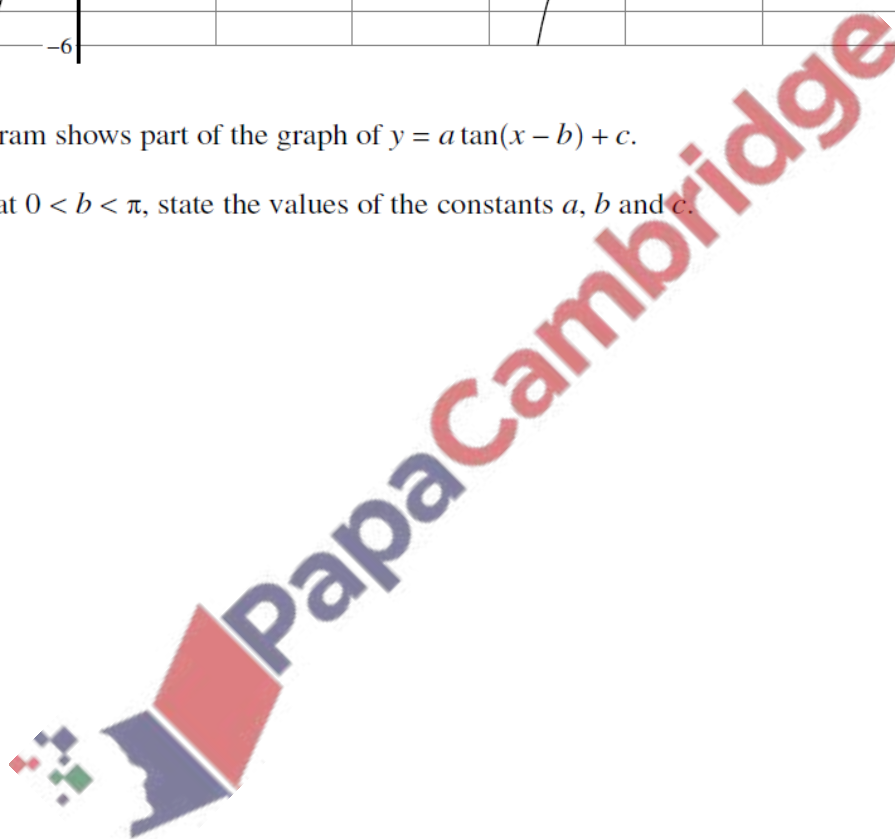 –6
ram shows part of the graph of y = a tan(x – b) + c.
at 0 < b < π, state the values of the constants a, b and c.
PapaCambridge